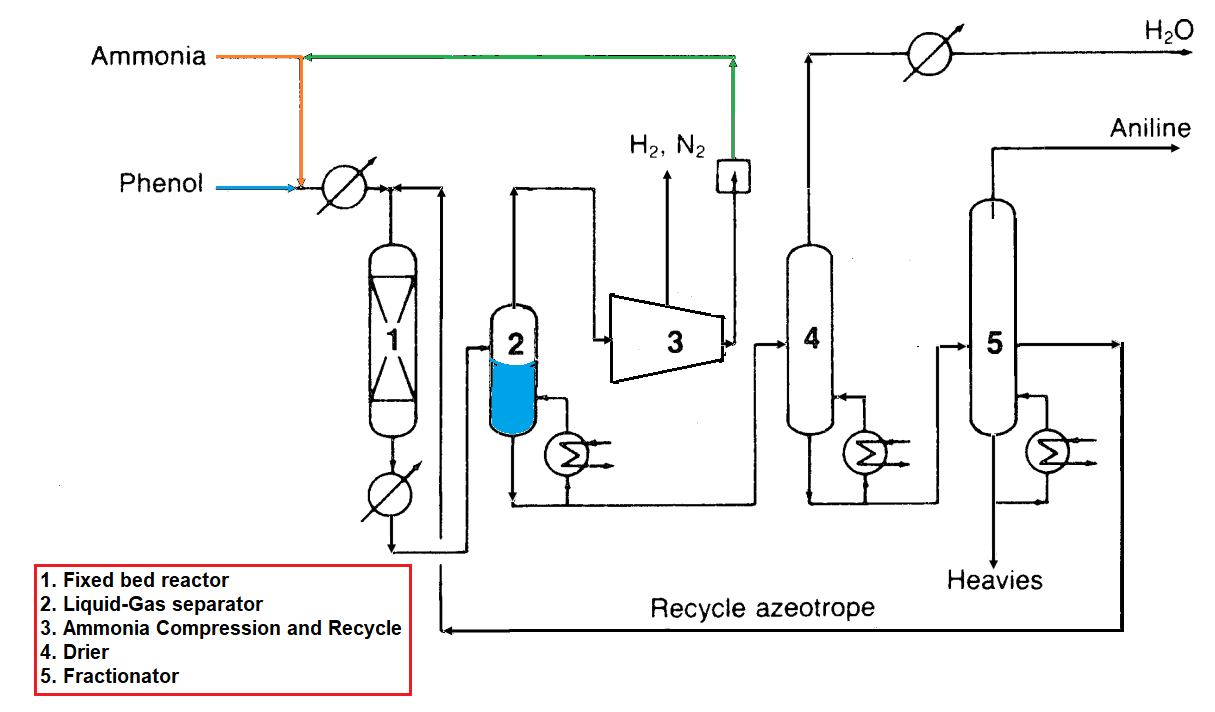 H₂O
Ammonia
Aniline
H₂, N₂
Phenol
1
2
3
4
5
Heavies
Recycle azeotrope
1. Fixed bed reactor
2. Liquid-Gas separator
3. Ammonia Compression and Recycle
4. Drier
5. Fractionator